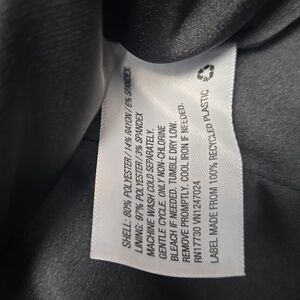 SHELL: 80% POLYESTER / 14% RAYON / 6% SPANDEX
LINING: 97% POLYESTER / 3% SPANDEX
MACHINE WASH COLD SEPARATELY.
GENTLE CYCLE. ONLY NON-CHLORINE
BLEACH IF NEEDED. TUMBLE DRY LOW.
REMOVE PROMPTLY. COOL IRON IF NEEDED.
RN17730 VN1247024
LABEL MADE FROM 100% RECYCLED PLASTIC